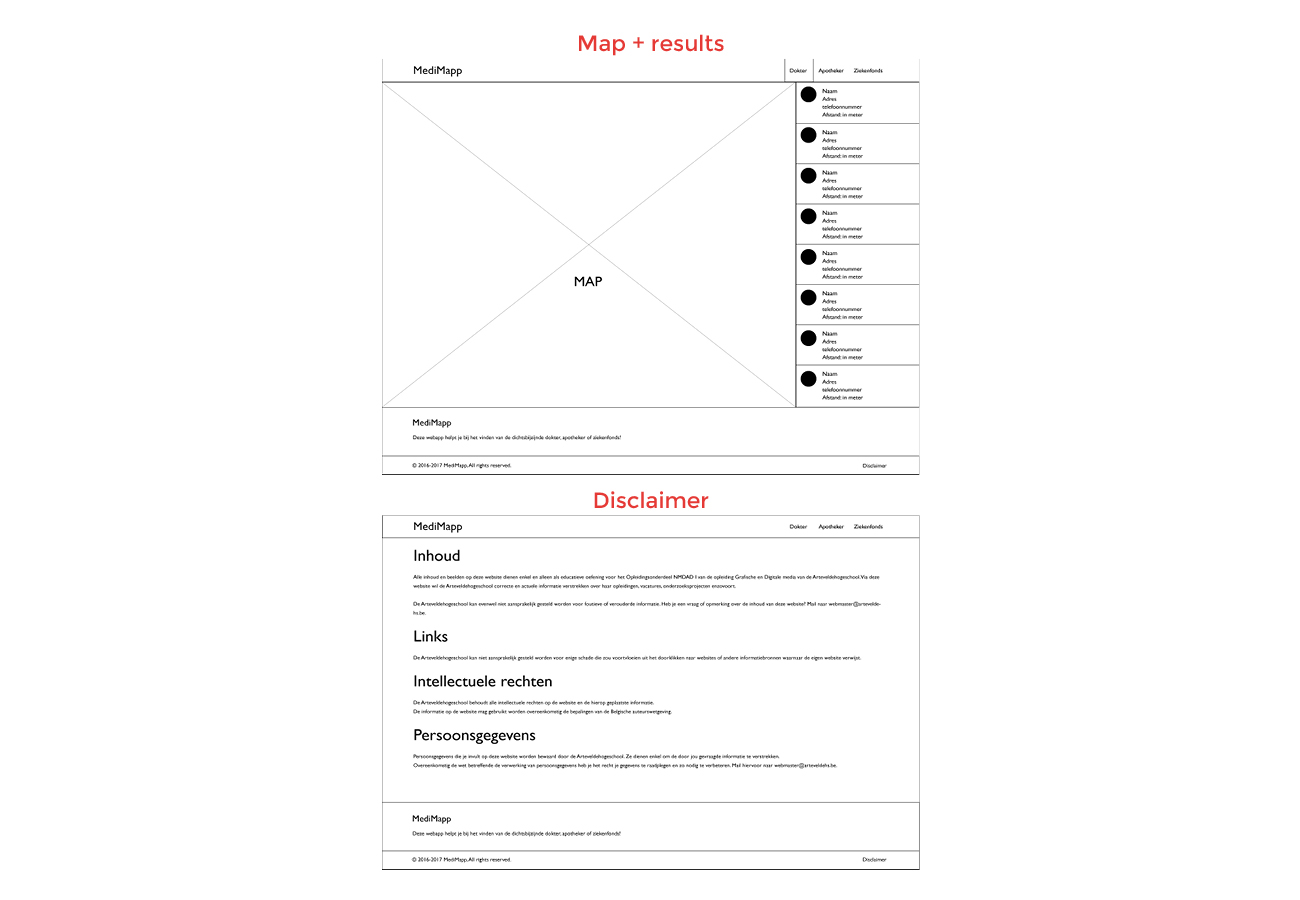 Map + results
MediMapp
Dokter Apotheker Ziekenfonds
Naam
Adres
telefoonnummer
Afstand: in meter
Naam
Adres
telefoonnummer
Afstand: in meter
Naam
Adres
telefoonnummer
Afstand: in meter
Naam
Adres
telefoonnummer
Afstand: in meter
Naam
Adres
telefoonnummer
Afstand: in meter
Naam
Adres
telefoonnummer
Afstand: in meter
Naam
Adres
telefoonnummer
Afstand: in meter
Naam
Adres
telefoonnummer
Afstand: in meter
MAP
MediMapp
Deze webapp helpt je bij het vinden van de dichtsbijzijnde dokter, apotheker of ziekenfonds!
© 2016-2017 MediMapp. All rights reserved. Disclaimer
Disclaimer
MediMapp
Dokter Apotheker Ziekenfonds
Inhoud
Alle inhoud en beelden op deze website dienen enkel en alleen als educatieve oefening voor het Opleidingsonderdeel NMDAD I van de opleiding Grafische en Digitale media van de Arteveldehogeschool. Via deze
website wil de Arteveldehogeschool correcte en actuele informatie verstrekken over haar opleidingen, vacatures, onderzoeksprojecten enzovoort.
De Arteveldehogeschool kan evenwel niet aansprakelijk gesteld worden voor foutieve of verouderde informatie. Heb je een vraag of opmerking over de inhoud van deze website? Mail naar webmaster@artevelde-
hs.be.
Links
De Arteveldehogeschool kan niet aansprakelijk gesteld worden voor enige schade die zou voortvloeien uit het doorklikken naar websites of andere informatiebronnen waarnaar de eigen website verwijst.
Intellectuele rechten
De Arteveldehogeschool behoudt alle intellectuele rechten op de website en de hierop geplaatste informatie.
De informatie op de website mag gebruikt worden overeenkomstig de bepalingen van de Belgische auteurswetgeving.
Persoonsgegevens
Persoonsgegevens die je invult op deze website worden bewaard door de Arteveldehogeschool. Ze dienen enkel om de door jou gevraagde informatie te verstrekken.
Overeenkomstig de wet betreffende de verwerking van persoonsgegevens heb je het recht je gegevens te raadplegen en zo nodig te verbeteren. Mail hiervoor naar webmaster@arteveldehs.be.
MediMapp
Deze webapp helpt je bij het vinden van de dichtsbijzijnde dokter, apotheker of ziekenfonds!
© 2016-2017 MediMapp. All rights reserved. Disclaimer